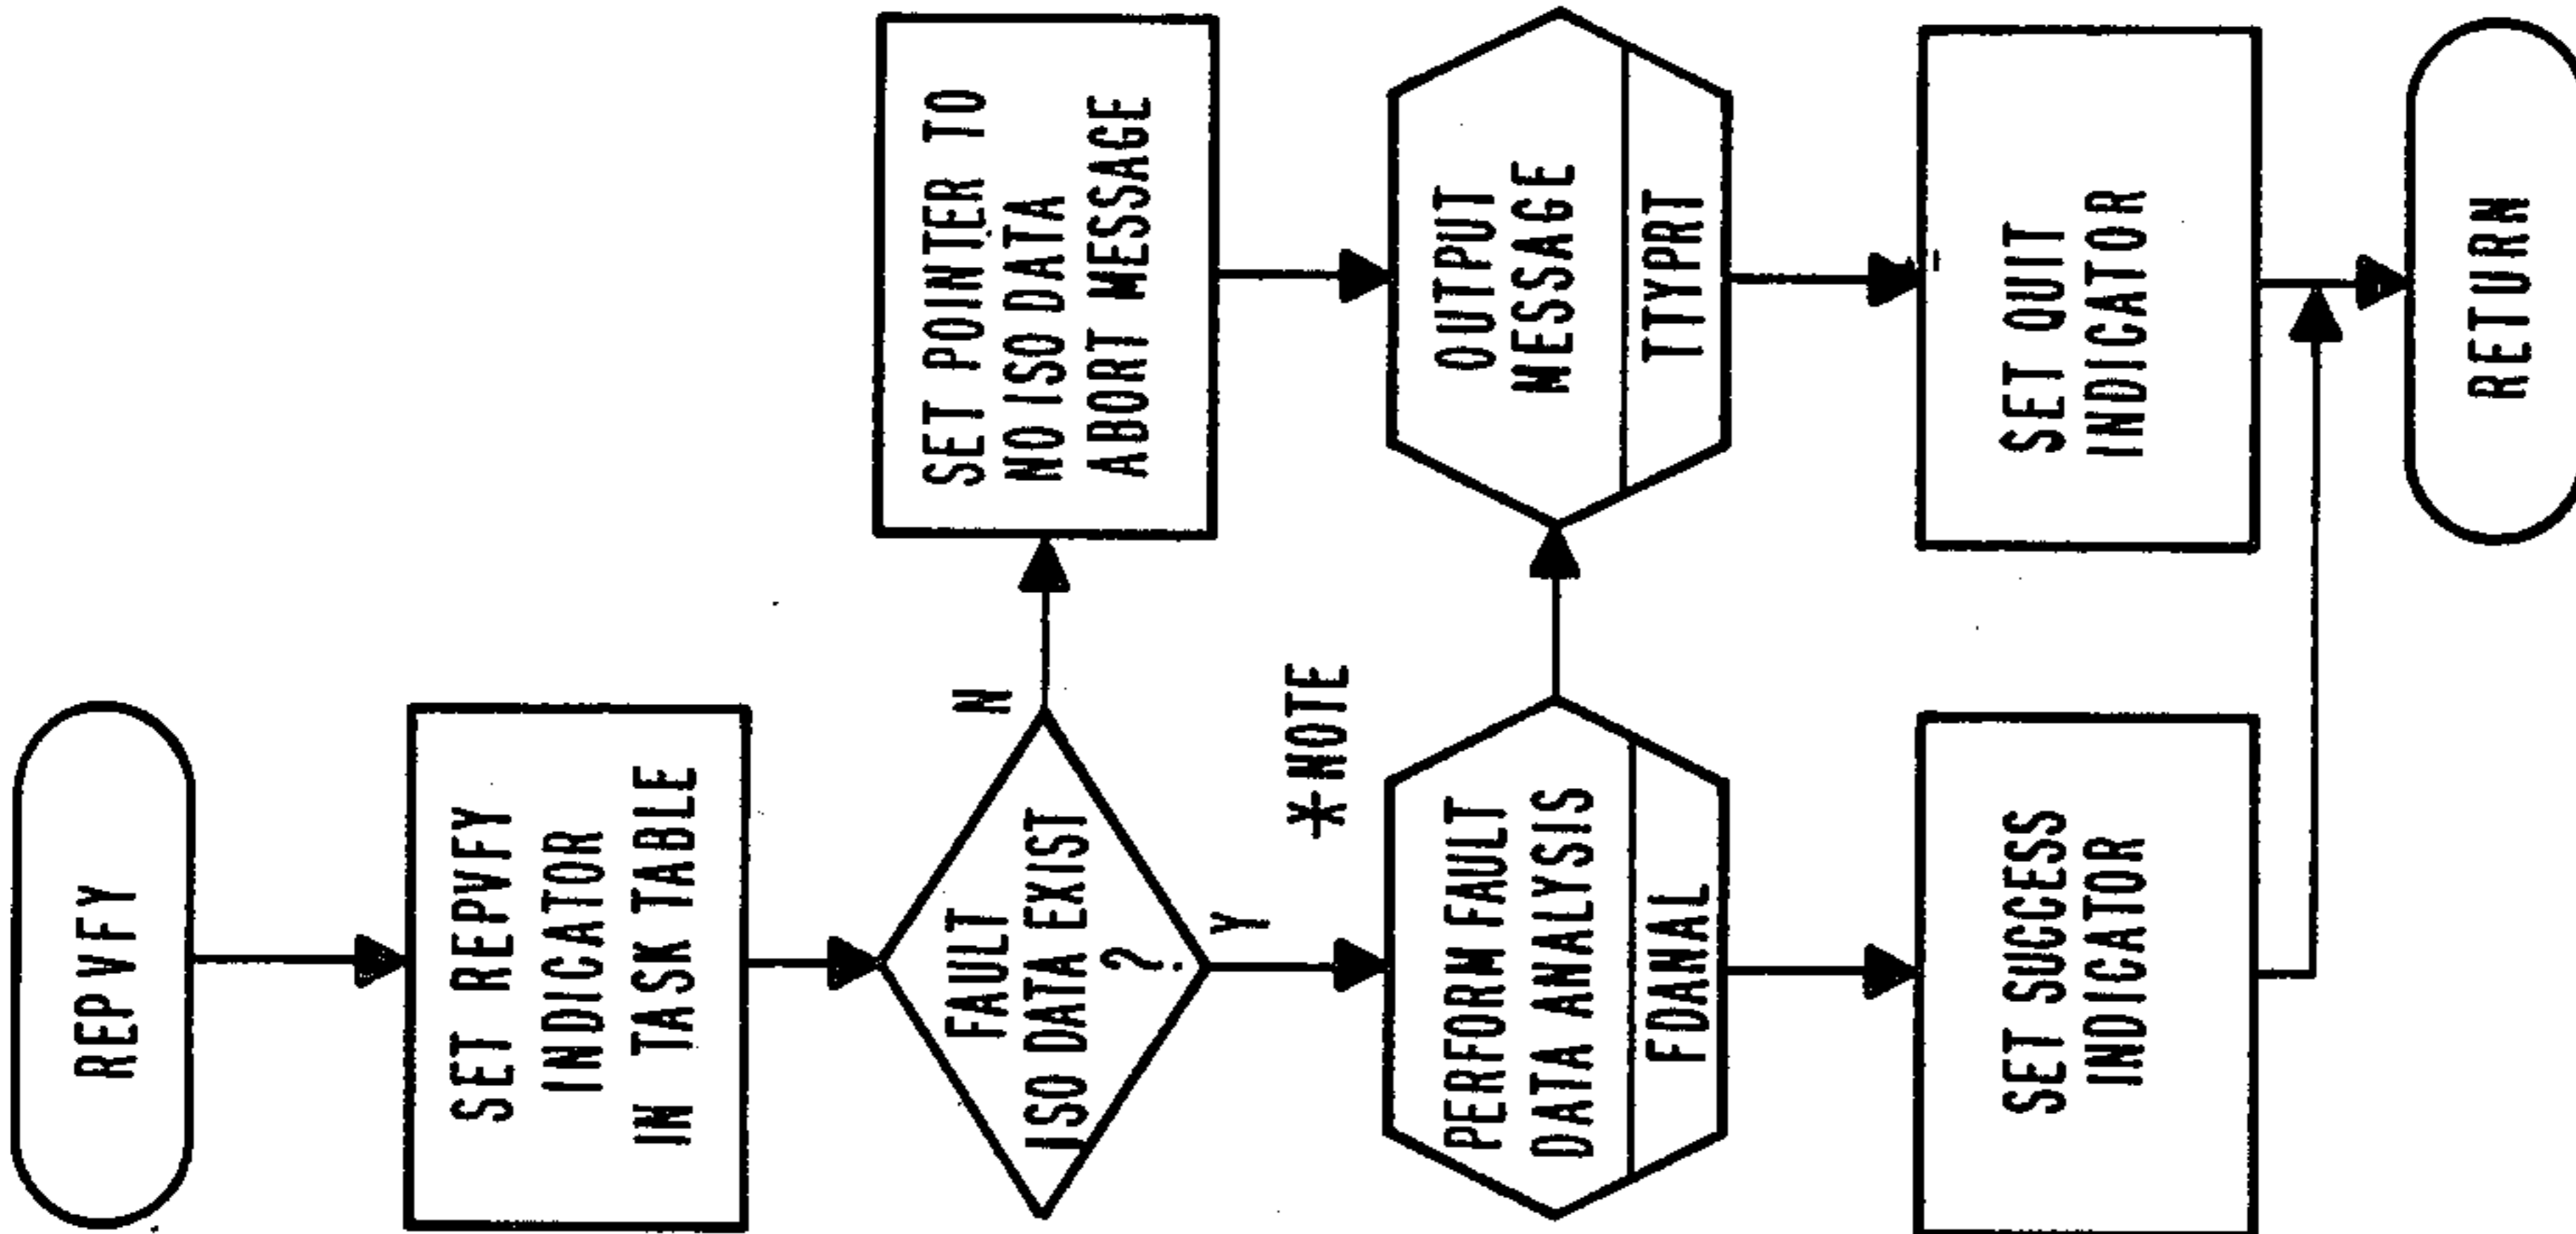 REPVFY
SET REPVFY
INDICATOR
IN TASK TABLE
FAULT
ISO DATA EXIST
?
N
Y
SET POINTER TO
NO ISO DATA
ABORT MESSAGE
*NOTE
PERFORM FAULT
DATA ANALYSIS
FDANAL
OUTPUT
MESSAGE
TTYPRT
SET SUCCESS
INDICATOR
SET QUIT
INDICATOR
RETURN